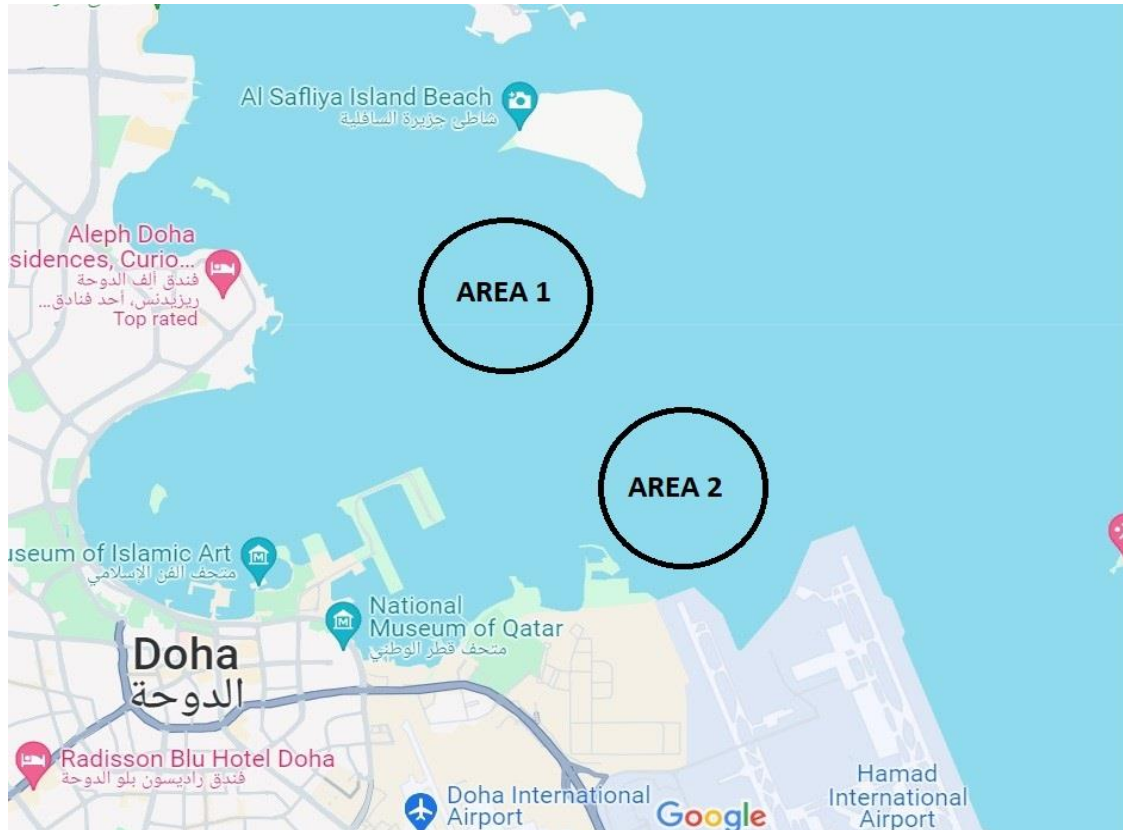 Al Safliya Island Beach
شاطئ جزيرة السافلية
Aleph Doha
sidences, Curio...
فندق ألف الدوحة
ريزيدنس، أحد فنادق...
Top rated
AREA 1
AREA 2
useum of Islamic Art
متحف الفن الإسلامي
National
Museum of Qatar
متحف قطر الوطني
Doha
الدوحة
Radisson Blu Hotel Doha
فندق راديسون بلو الدوحة
Doha International
Airport
Google
Hamad
International
Airport